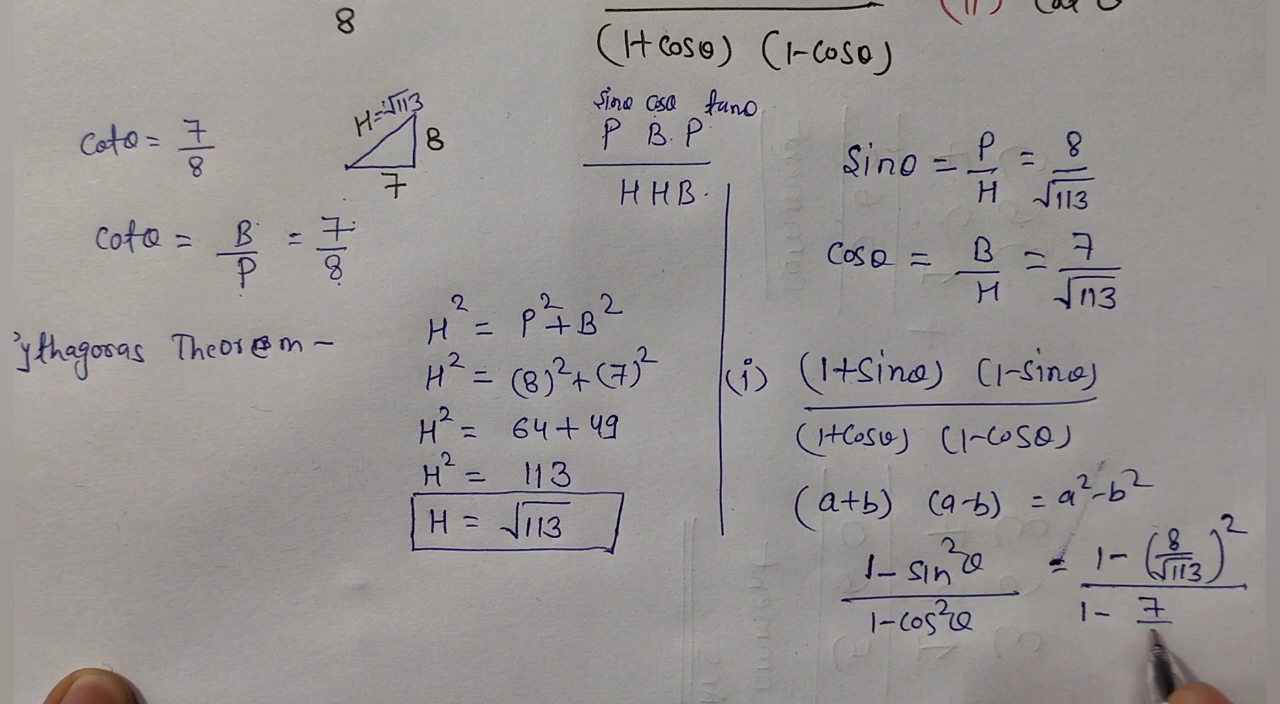 8
(1+cosθ) (1-cosθ)
cotθ = 7/8
H=√113
8
7
cotθ = B/P = 7/8
Sinθ cosθ tanθ
P B. P
H H B.
ythagoras Theorem -
H² = P²+B²
H² = (8)²+(7)²
H² = 64+49
H² = 113
H = √113
Sinθ = P/H = 8/√113
Cosθ = B/H = 7/√113
(i) (1+Sinθ) (1-Sinθ)
(1+cosθ) (1-cosθ)
(a+b) (a-b) = a²-b²
1-sin²θ/1-cos²θ = 1-(8/√113)²/1- 7